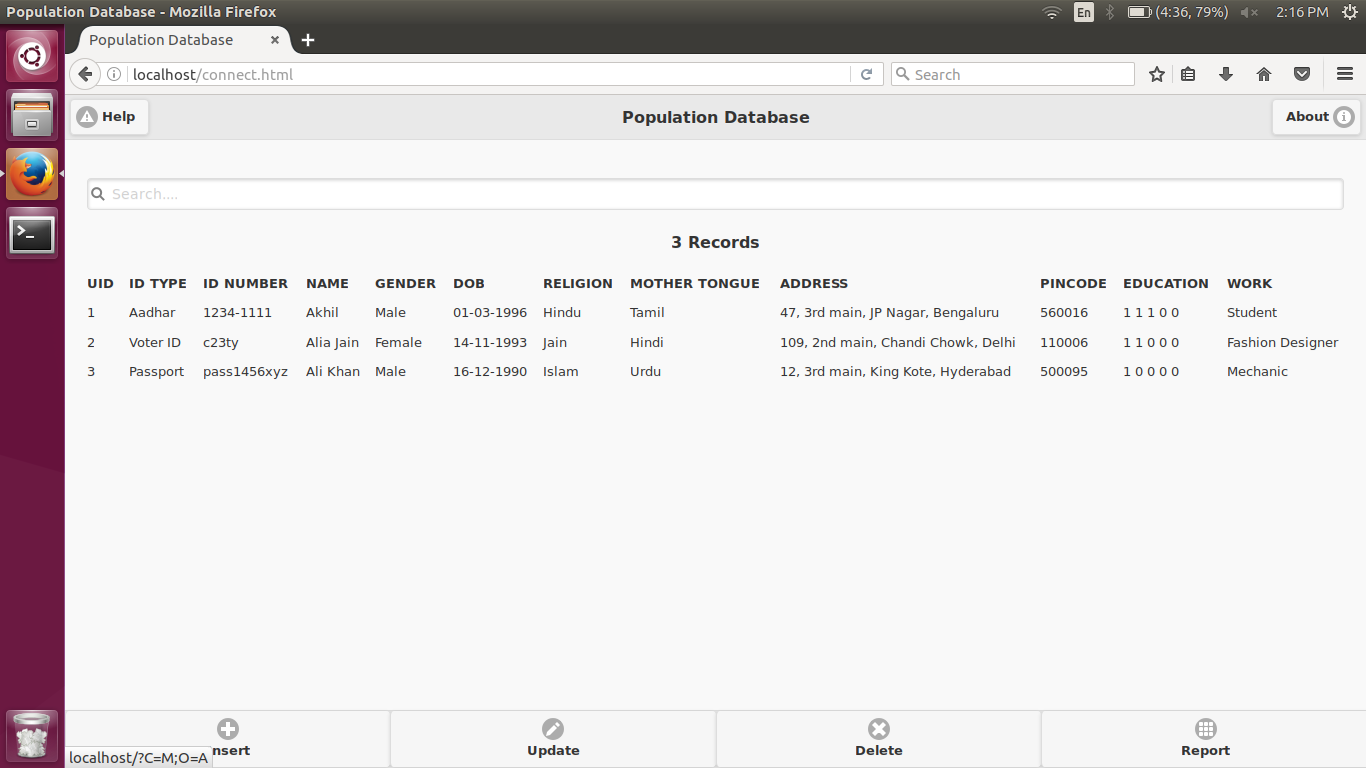 Population Database - Mozilla Firefox En (4:36, 79%) 2:16 PM
Population Database
localhost/connect.html Search
Help Population Database About
Search....
3 Records
UID ID TYPE ID NUMBER NAME GENDER DOB RELIGION MOTHER TONGUE ADDRESS PINCODE EDUCATION WORK
1 Aadhar 1234-1111 Akhil Male 01-03-1996 Hindu Tamil 47, 3rd main, JP Nagar, Bengaluru 560016 1 1 1 0 0 Student
2 Voter ID c23ty Alia Jain Female 14-11-1993 Jain Hindi 109, 2nd main, Chandi Chowk, Delhi 110006 1 1 0 0 0 Fashion Designer
3 Passport pass1456xyz Ali Khan Male 16-12-1990 Islam Urdu 12, 3rd main, King Kote, Hyderabad 500095 1 0 0 0 0 Mechanic
nsert Update Delete Report
localhost/?C=M;O=A